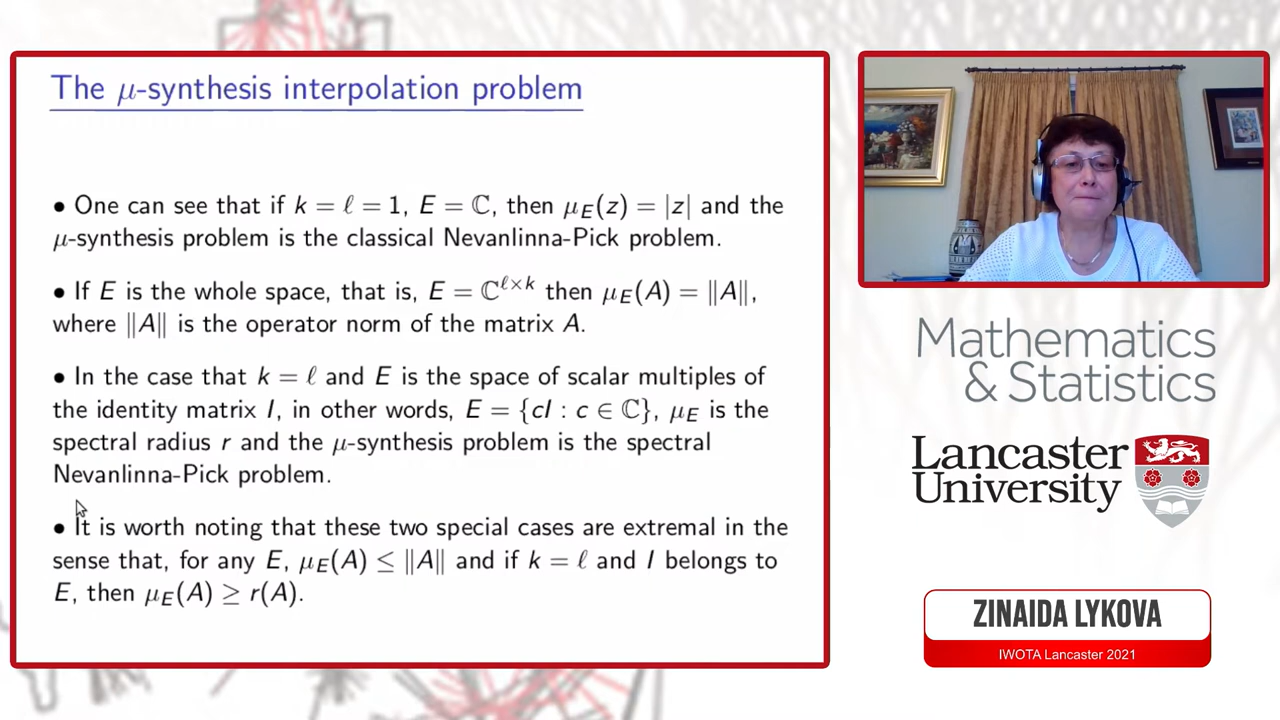 The μ-synthesis interpolation problem
• One can see that if k = ℓ = 1, E = ℂ, then μ_E(z) = |z| and the
μ-synthesis problem is the classical Nevanlinna-Pick problem.
• If E is the whole space, that is, E = ℂ^{ℓ×k} then μ_E(A) = ‖A‖,
where ‖A‖ is the operator norm of the matrix A.
• In the case that k = ℓ and E is the space of scalar multiples of
the identity matrix I, in other words, E = {cI : c ∈ ℂ}, μ_E is the
spectral radius r and the μ-synthesis problem is the spectral
Nevanlinna-Pick problem.
• It is worth noting that these two special cases are extremal in the
sense that, for any E, μ_E(A) ≤ ‖A‖ and if k = ℓ and I belongs to
E, then μ_E(A) ≥ r(A).
Mathematics
& Statistics
Lancaster
University
ZINAIDA LYKOVA
IWOTA Lancaster 2021